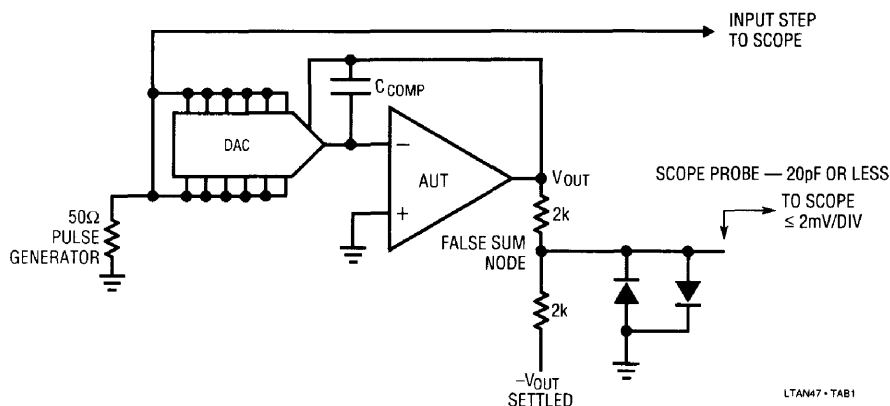 INPUT STEP
TO SCOPE
C COMP
DAC
−
AUT
+
VOUT
2k
FALSE SUM
NODE
2k
−VOUT
SETTLED
50Ω
PULSE
GENERATOR
SCOPE PROBE — 20pF OR LESS
TO SCOPE
≤ 2mV/DIV
LTAN47 • TAB1